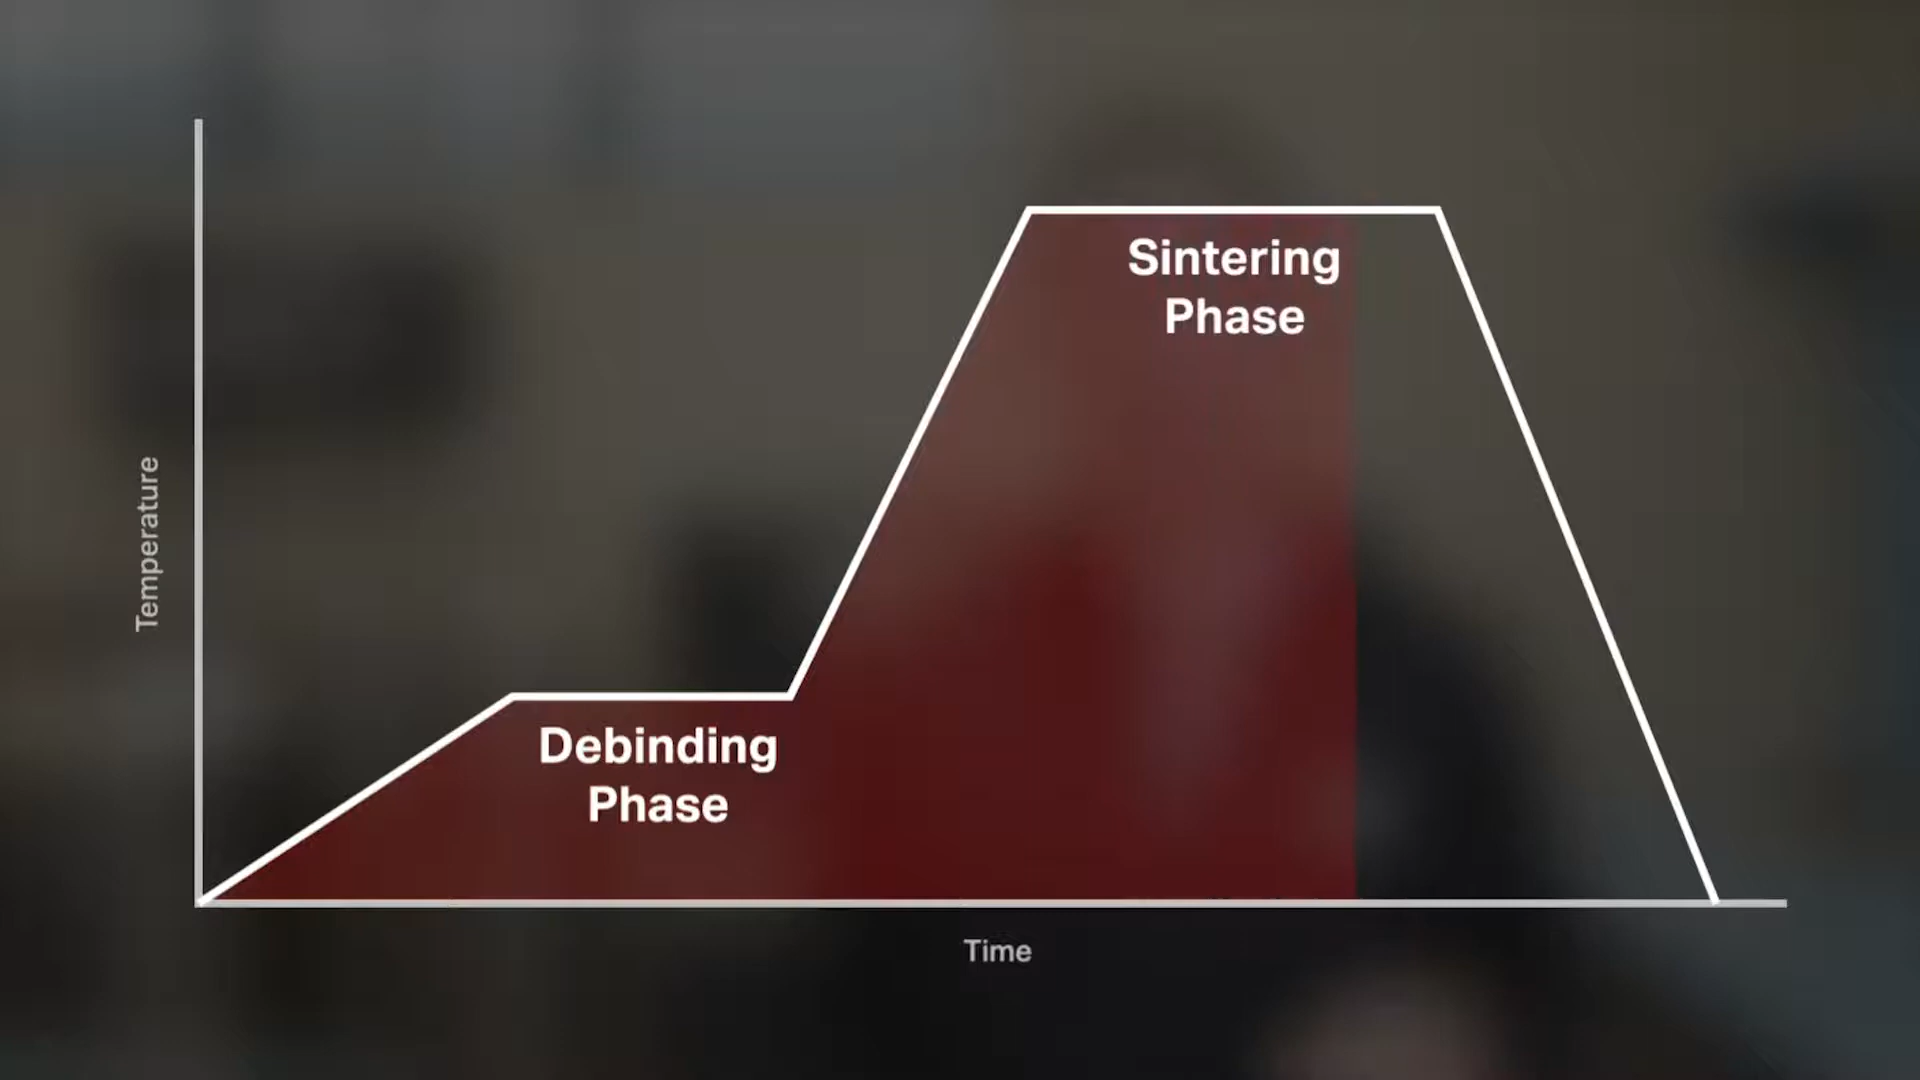 Sintering
Phase
Temperature
Debinding
Phase
Time